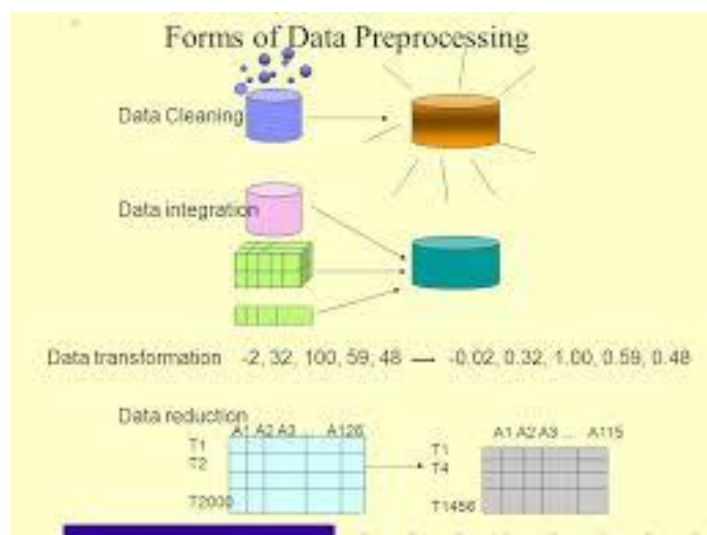 Forms of Data Preprocessing
Data Cleaning
Data integration
Data transformation -2, 32, 100, 59, 48 → -0.02, 0.32, 1.00, 0.59, 0.48
Data reduction
A1 A2 A3 ... A126
T1
T2
T2000
A1 A2 A3 ... A115
T1
T4
T1456